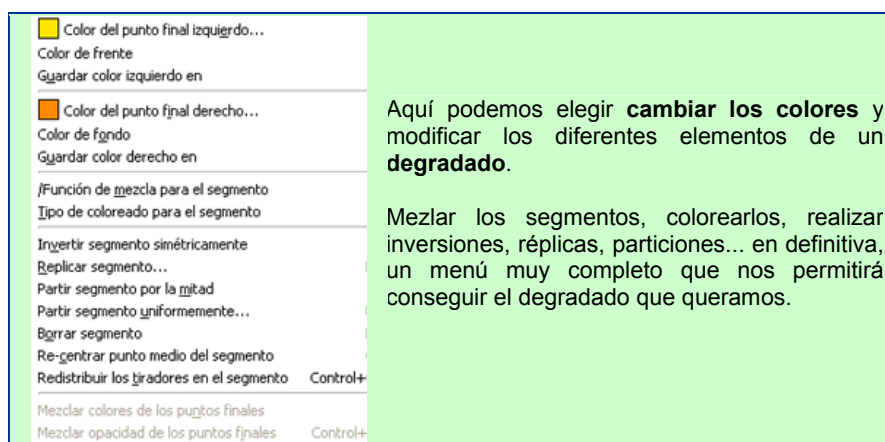 Color del punto final izquierdo...
Color de frente
Guardar color izquierdo en
Color del punto final derecho...
Color de fondo
Guardar color derecho en
/Función de mezcla para el segmento
Tipo de coloreado para el segmento
Invertir segmento simétricamente
Replicar segmento...
Partir segmento por la mitad
Partir segmento uniformemente...
Borrar segmento
Re-centrar punto medio del segmento
Redistribuir los tiradores en el segmento Control+
Mezclar colores de los puntos finales
Mezclar opacidad de los puntos finales Control+
Aquí podemos elegir cambiar los colores y
modificar los diferentes elementos de un
degradado.
Mezlar los segmentos, colorearlos, realizar
inversiones, réplicas, particiones... en definitiva,
un menú muy completo que nos permitirá
conseguir el degradado que queramos.